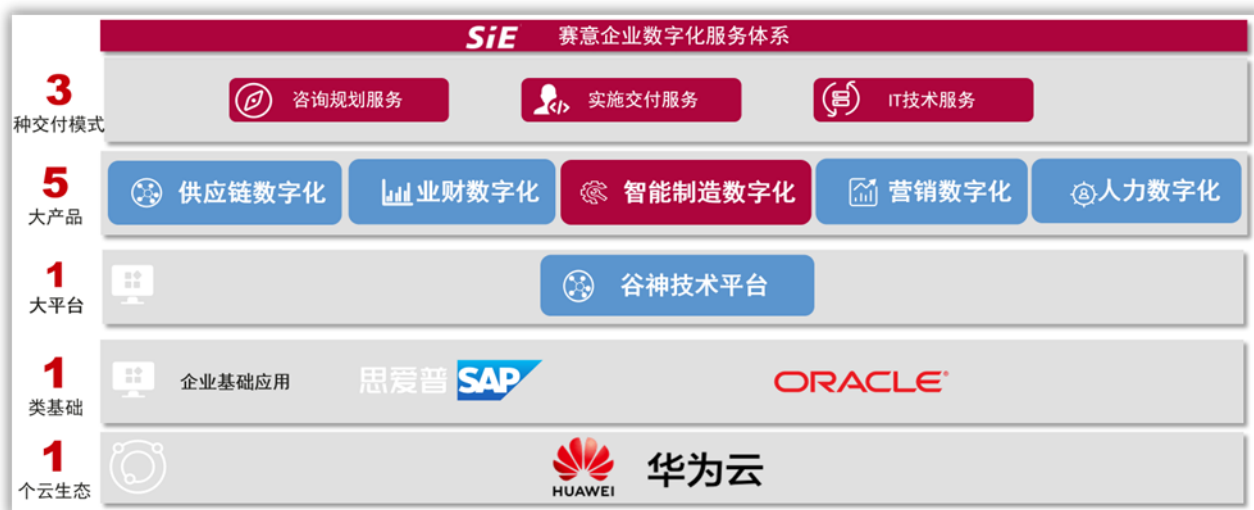 SiE 赛意企业数字化服务体系
3
种交付模式
咨询规划服务
实施交付服务
IT技术服务
5
大产品
供应链数字化
业财数字化
智能制造数字化
营销数字化
人力数字化
1
大平台
谷神技术平台
1
类基础
企业基础应用
思爱普 SAP
ORACLE®
1
个云生态
HUAWEI
华为云